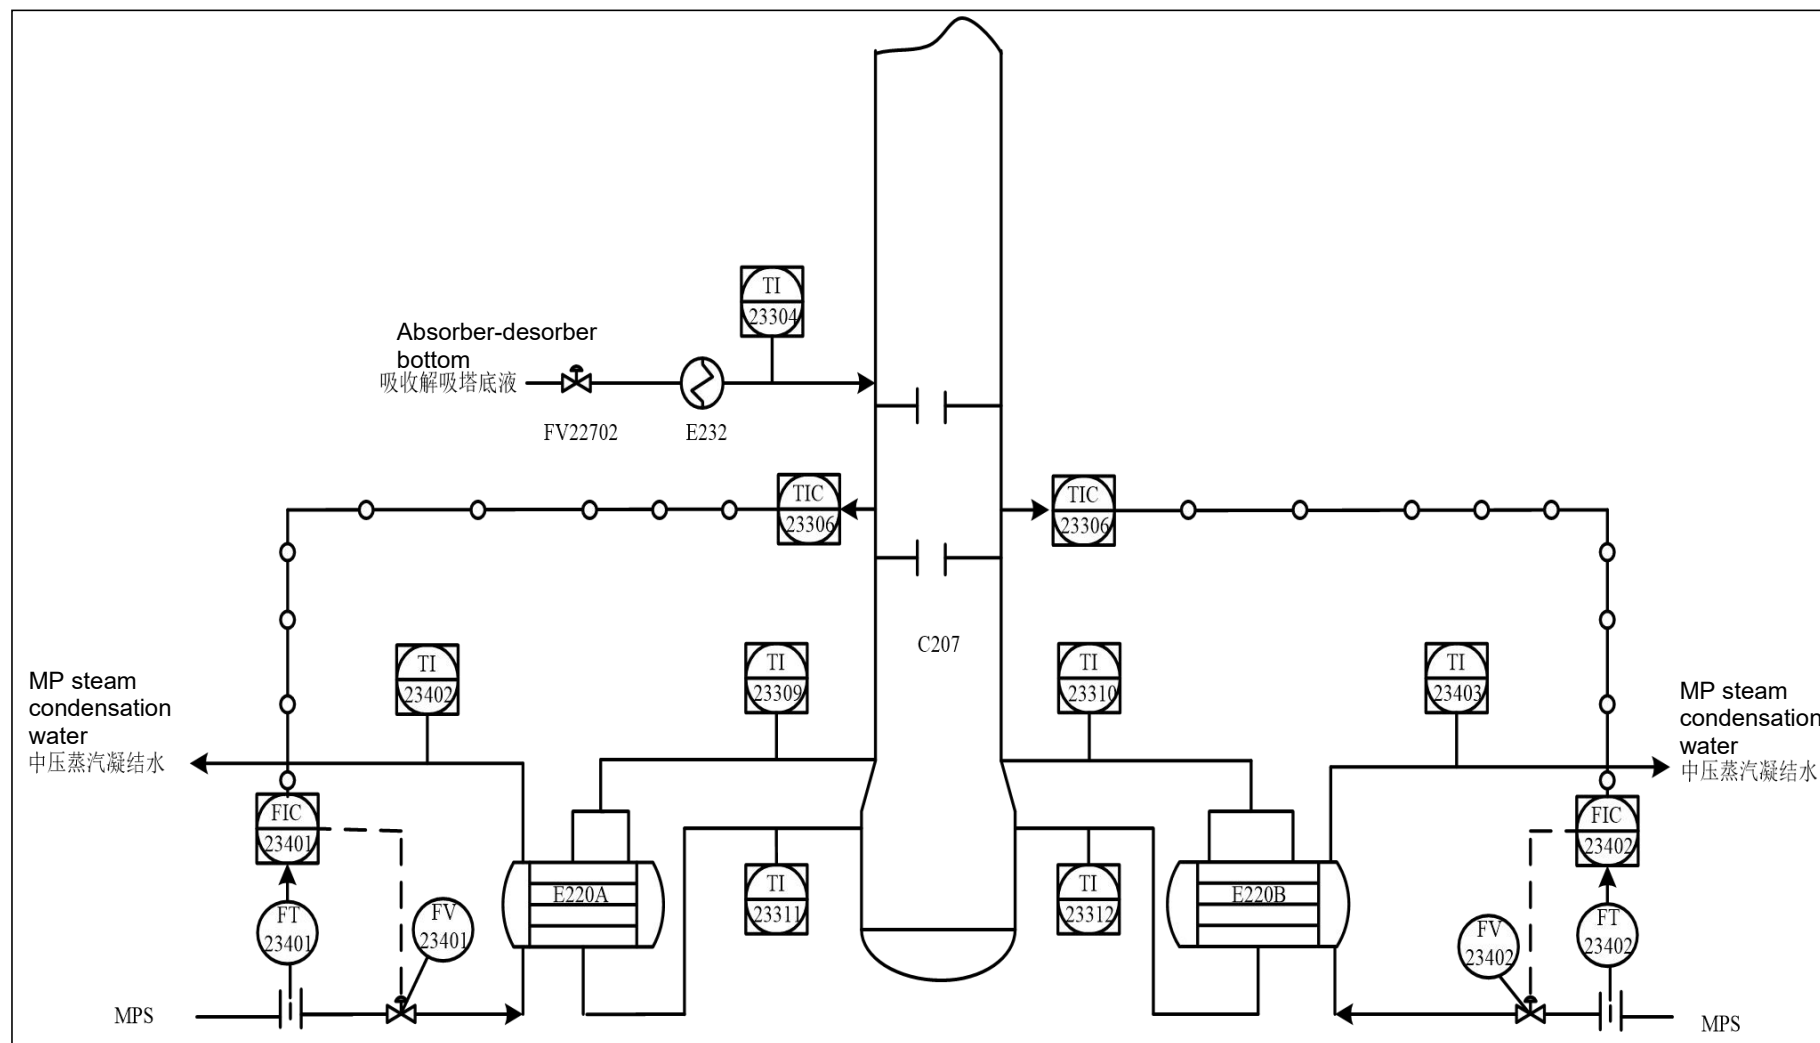 TI
23304
Absorber-desorber
bottom
吸收解吸塔底液
FV22702
E232
TIC
23306
TIC
23306
C207
TI
23402
TI
23309
TI
23310
TI
23403
MP steam
condensation
water
中压蒸汽凝结水
MP steam
condensation
water
中压蒸汽凝结水
FIC
23401
FIC
23402
E220A
TI
23311
TI
23312
E220B
FT
23401
FV
23401
FV
23402
FT
23402
MPS
MPS